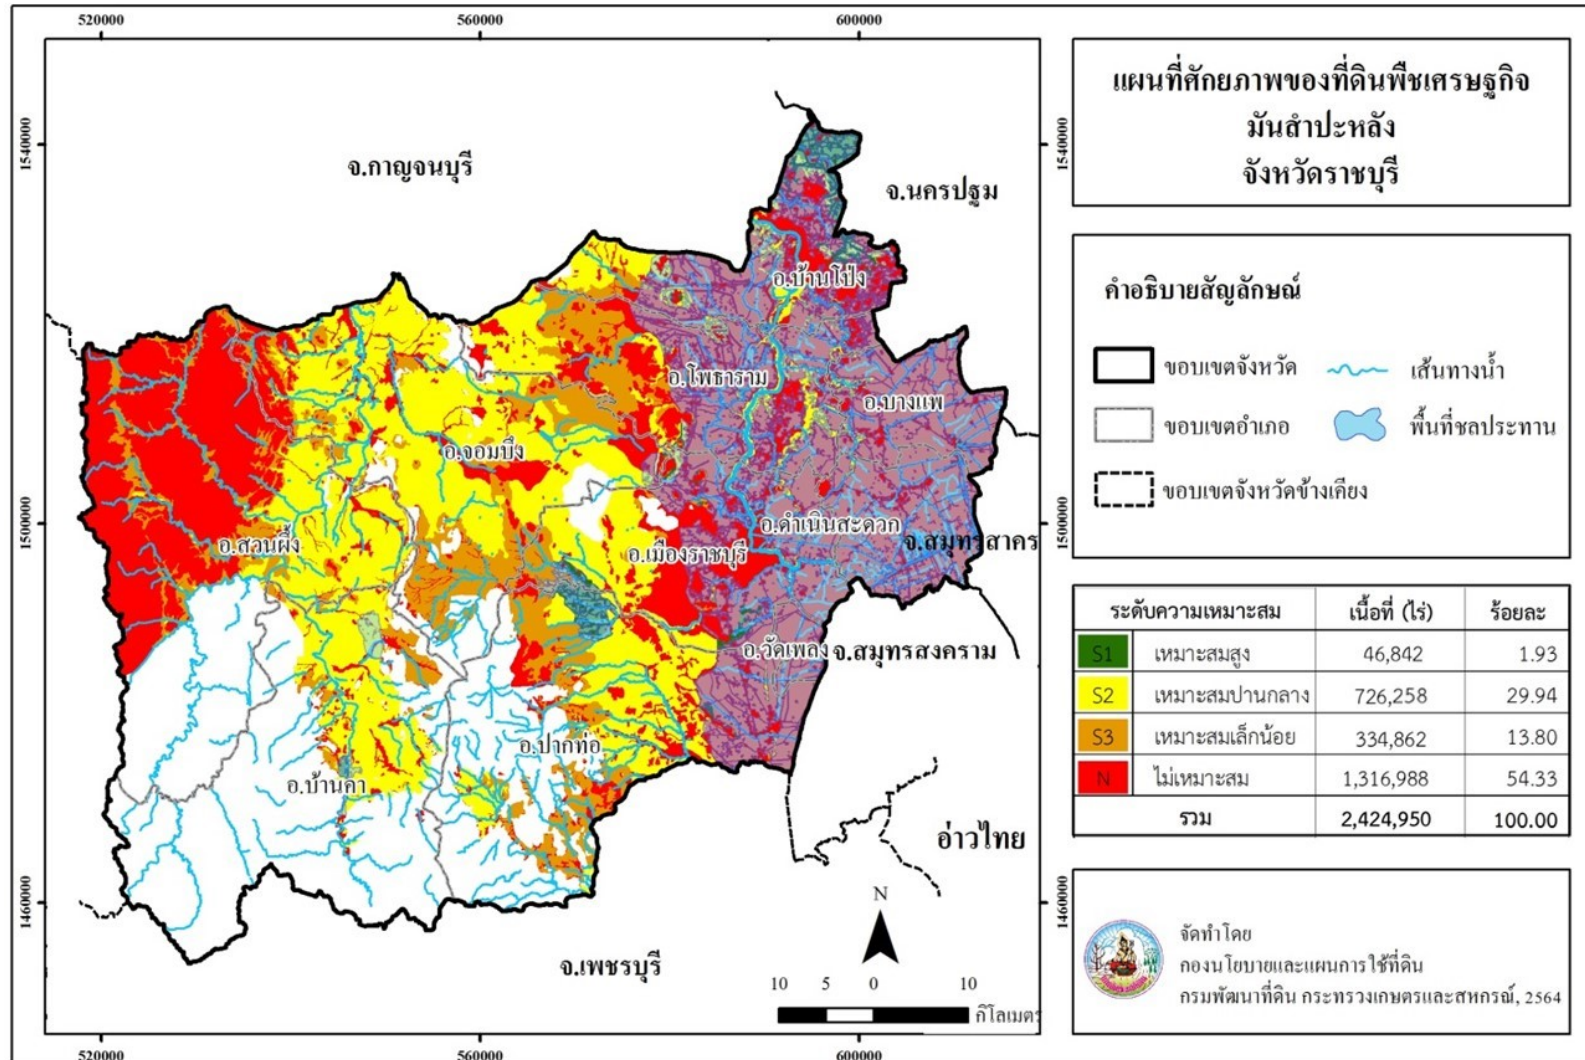 520000
560000
600000
1540000
1500000
1460000
1540000
1500000
1460000
520000
560000
600000
จ.กาญจนบุรี
จ.นครปฐม
อ.บ้านโป่ง
อ.โพธาราม
อ.บางแพ
อ.จอมบึง
อ.ดำเนินสะดวก
อ.สวนผึ้ง
อ.เมืองราชบุรี
จ.สมุทรสาคร
อ.วัดเพลง
จ.สมุทรสงคราม
อ.ปากท่อ
อ.บ้านคา
อ่าวไทย
จ.เพชรบุรี
N
10 5 0 10
กิโลเมตร
แผนที่ศักยภาพของที่ดินพืชเศรษฐกิจ
มันสำปะหลัง
จังหวัดราชบุรี
คำอธิบายสัญลักษณ์
ขอบเขตจังหวัด เส้นทางน้ำ
ขอบเขตอำเภอ พื้นที่ชลประทาน
ขอบเขตจังหวัดข้างเคียง
ระดับความเหมาะสม เนื้อที่ (ไร่) ร้อยละ
S1 เหมาะสมสูง 46,842 1.93
S2 เหมาะสมปานกลาง 726,258 29.94
S3 เหมาะสมเล็กน้อย 334,862 13.80
N ไม่เหมาะสม 1,316,988 54.33
รวม 2,424,950 100.00
จัดทำโดย
กองนโยบายและแผนการใช้ที่ดิน
กรมพัฒนาที่ดิน กระทรวงเกษตรและสหกรณ์, 2564